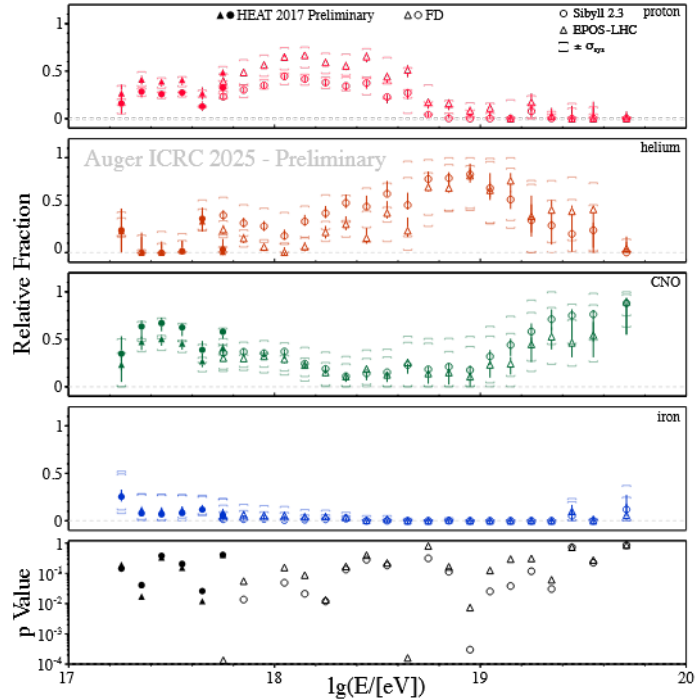 ▲ ● HEAT 2017 Preliminary △ ○ FD
○ Sibyll 2.3
△ EPOS-LHC
± σsys
proton
1
0.5
0
Auger ICRC 2025 - Preliminary
helium
1
0.5
0
CNO
1
0.5
0
iron
1
0.5
0
Relative Fraction
1
10⁻¹
10⁻²
10⁻³
10⁻⁴
p Value
17 18 19 20
lg(E/[eV])